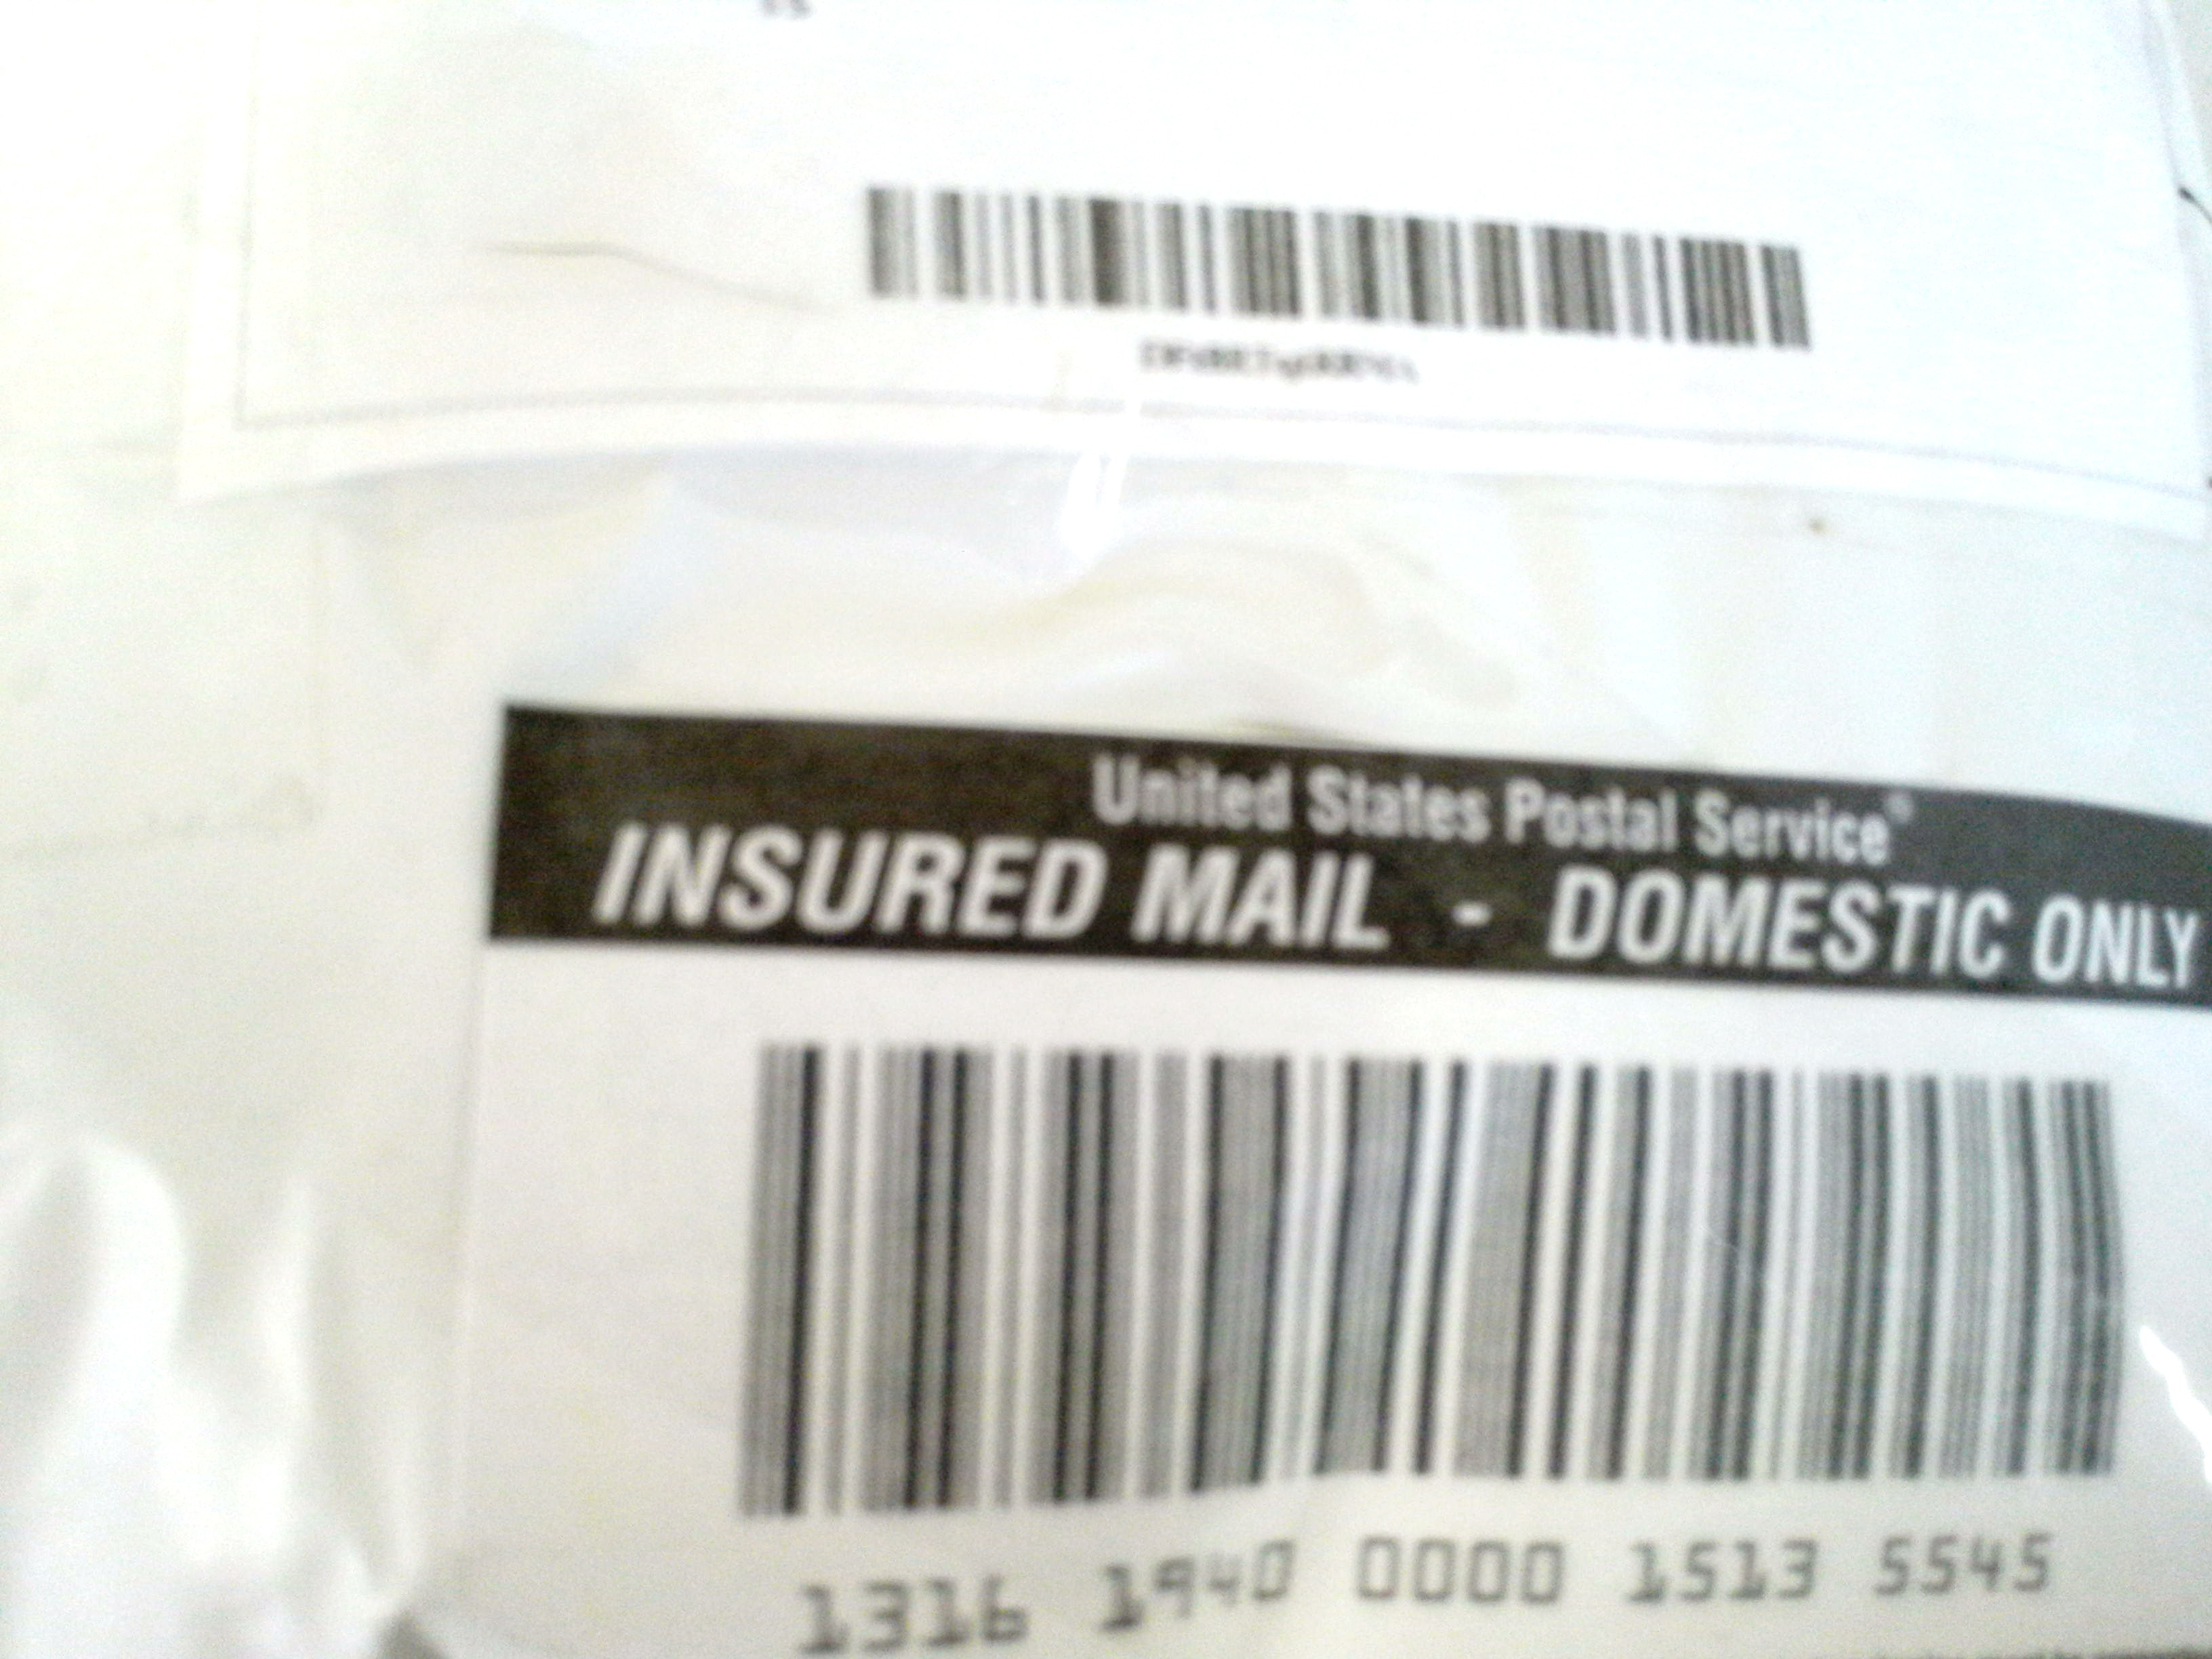 United States Postal Service®
INSURED MAIL - DOMESTIC ONLY
1316 1940 0000 1513 5545